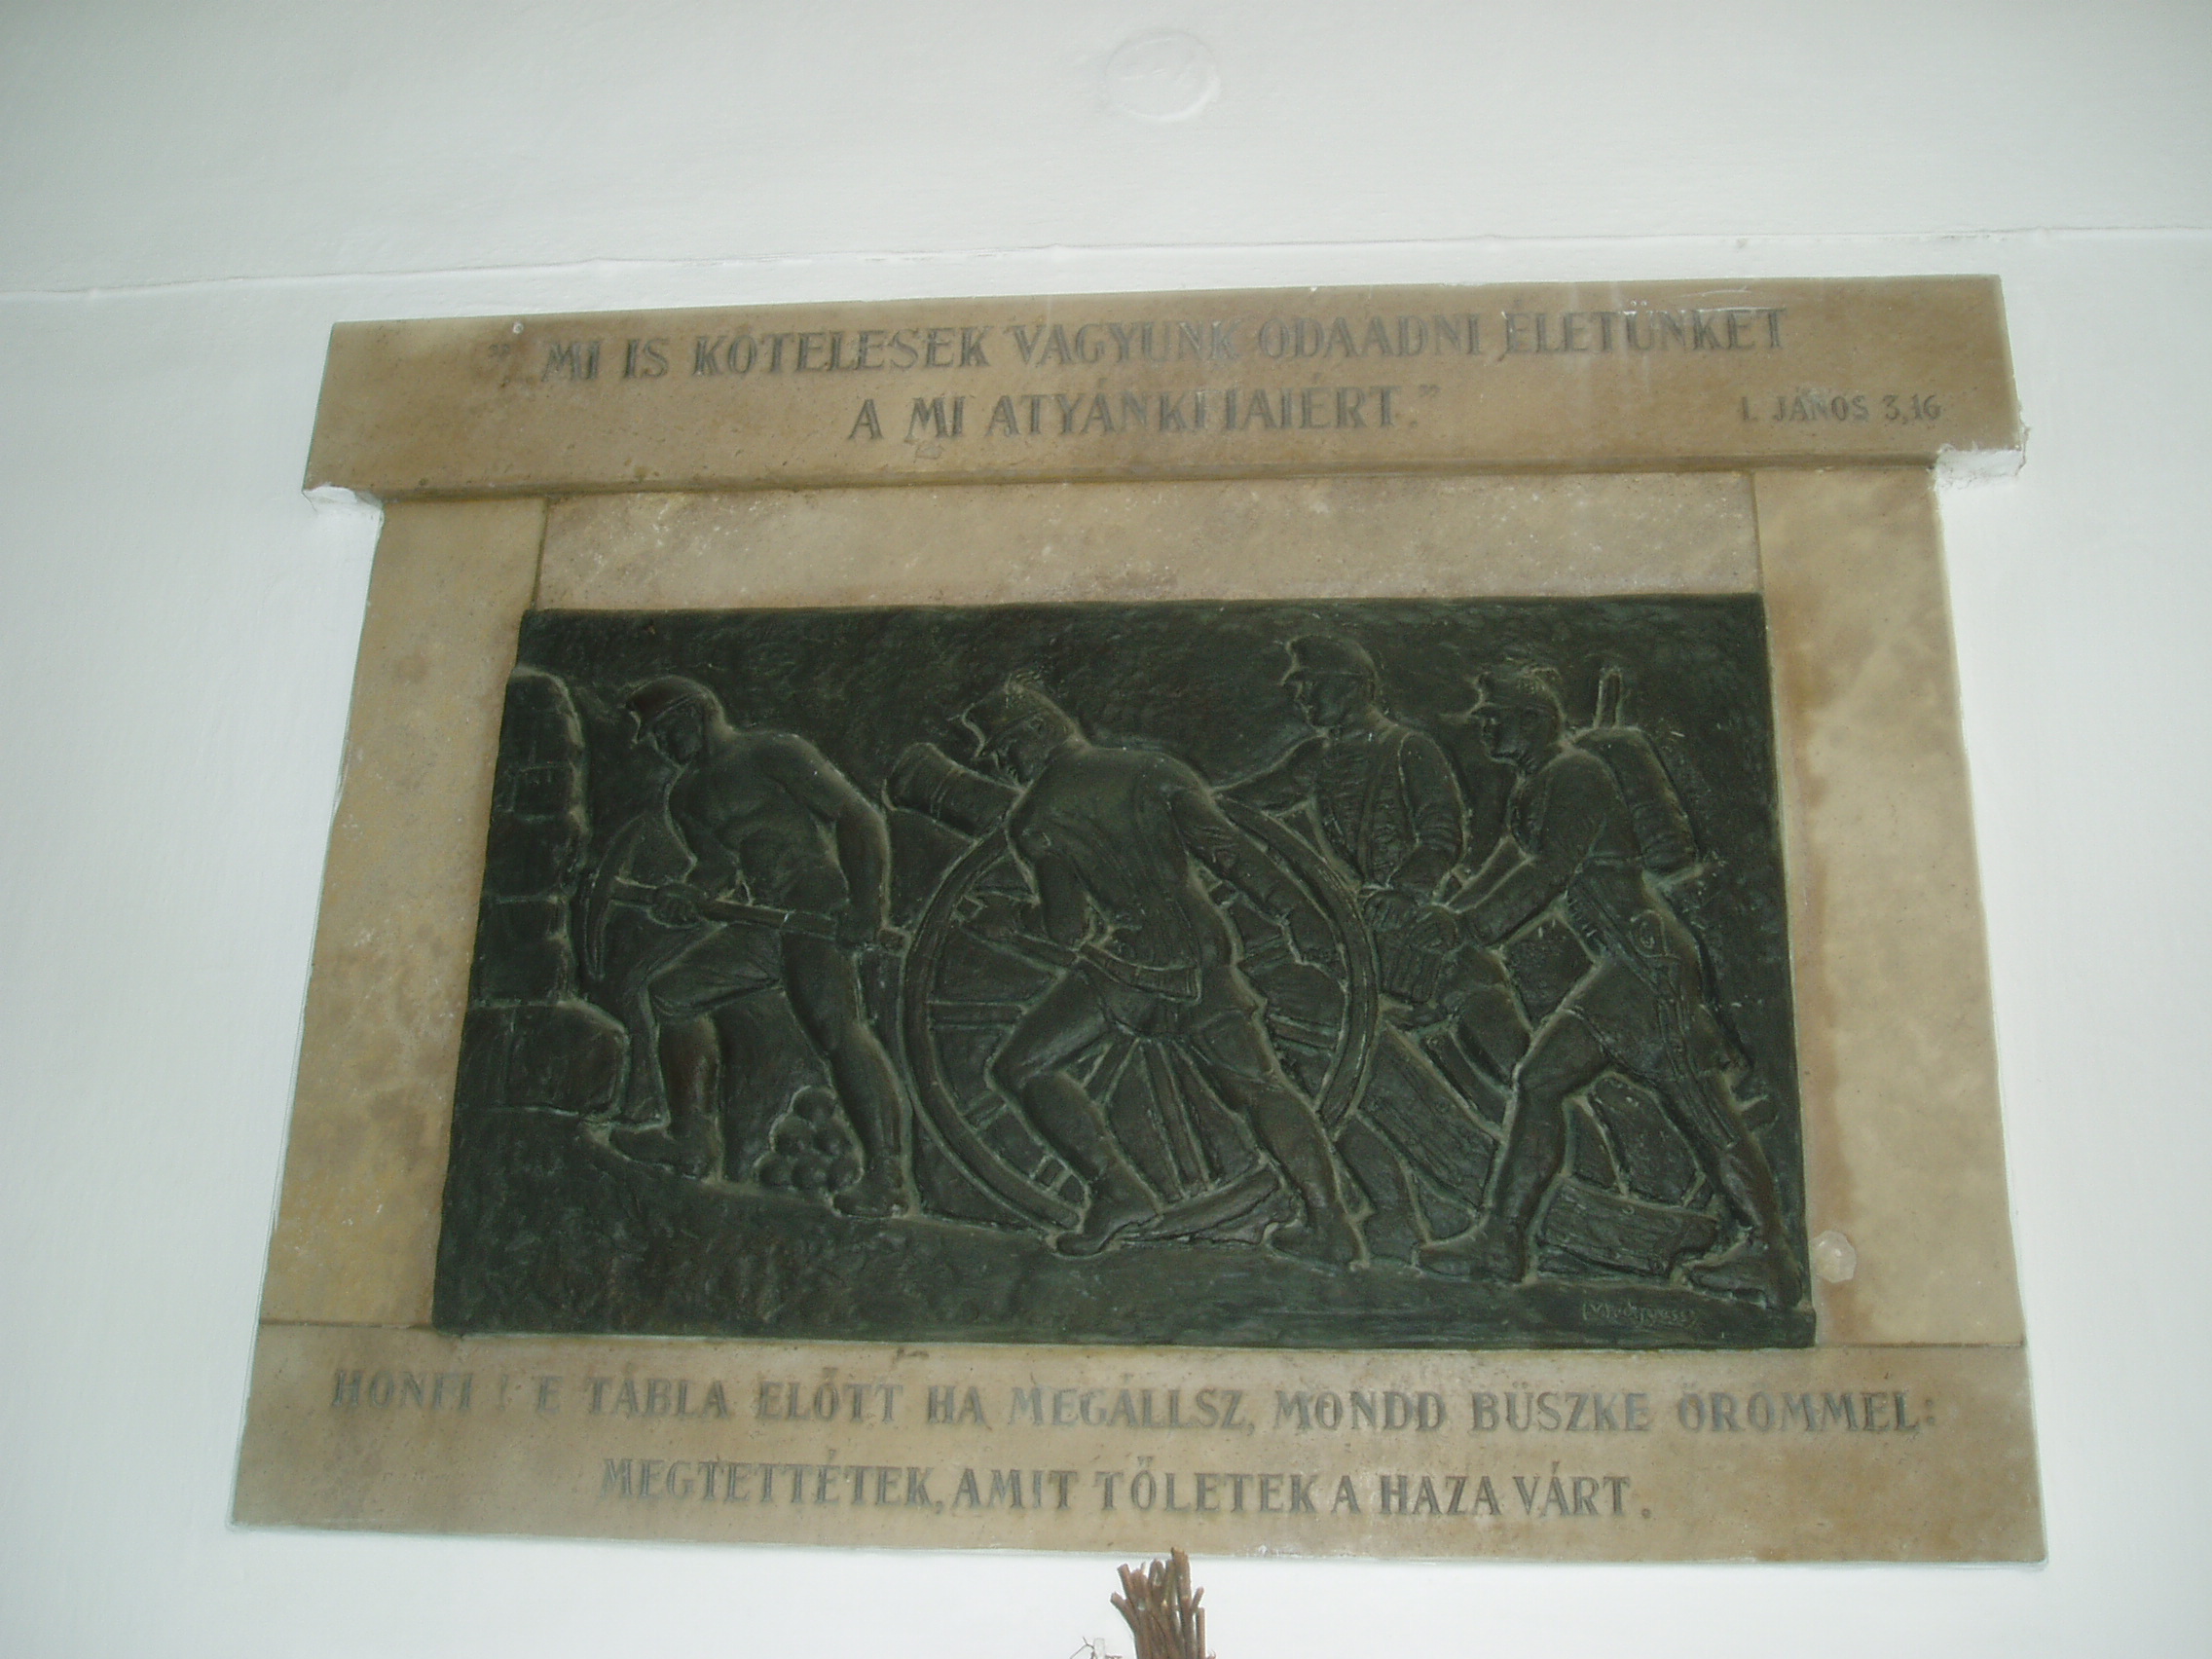 "MI IS KÖTELESEK VAGYUNK ODAADNI ÉLETÜNKET
A MI ATYÁNKFIAIÉRT."
I. JÁNOS 3,16
HONFI ! E TÁBLA ELŐTT HA MEGÁLLSZ, MONDD BÜSZKE ÖRÖMMEL:
MEGTETTÉTEK, AMIT TŐLETEK A HAZA VÁRT.